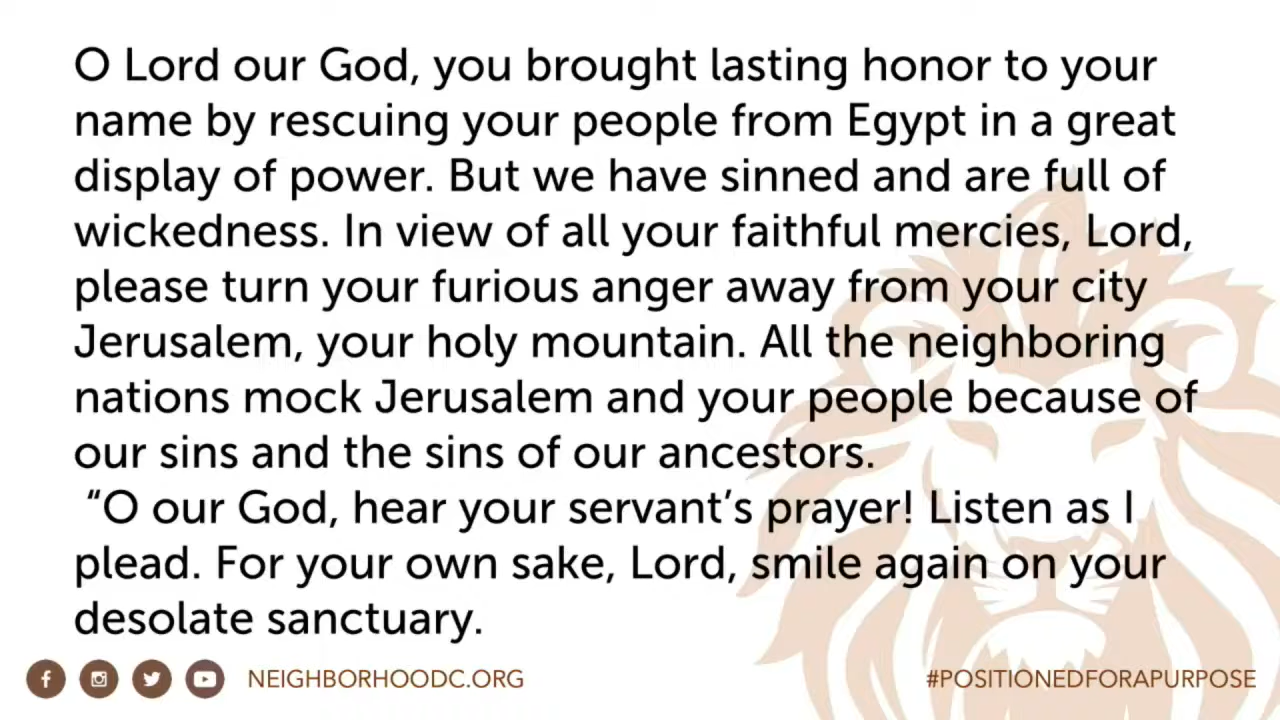 O Lord our God, you brought lasting honor to your
name by rescuing your people from Egypt in a great
display of power. But we have sinned and are full of
wickedness. In view of all your faithful mercies, Lord,
please turn your furious anger away from your city
Jerusalem, your holy mountain. All the neighboring
nations mock Jerusalem and your people because of
our sins and the sins of our ancestors.
“O our God, hear your servant’s prayer! Listen as I
plead. For your own sake, Lord, smile again on your
desolate sanctuary.
NEIGHBORHOODC.ORG
#POSITIONEDFORAPURPOSE